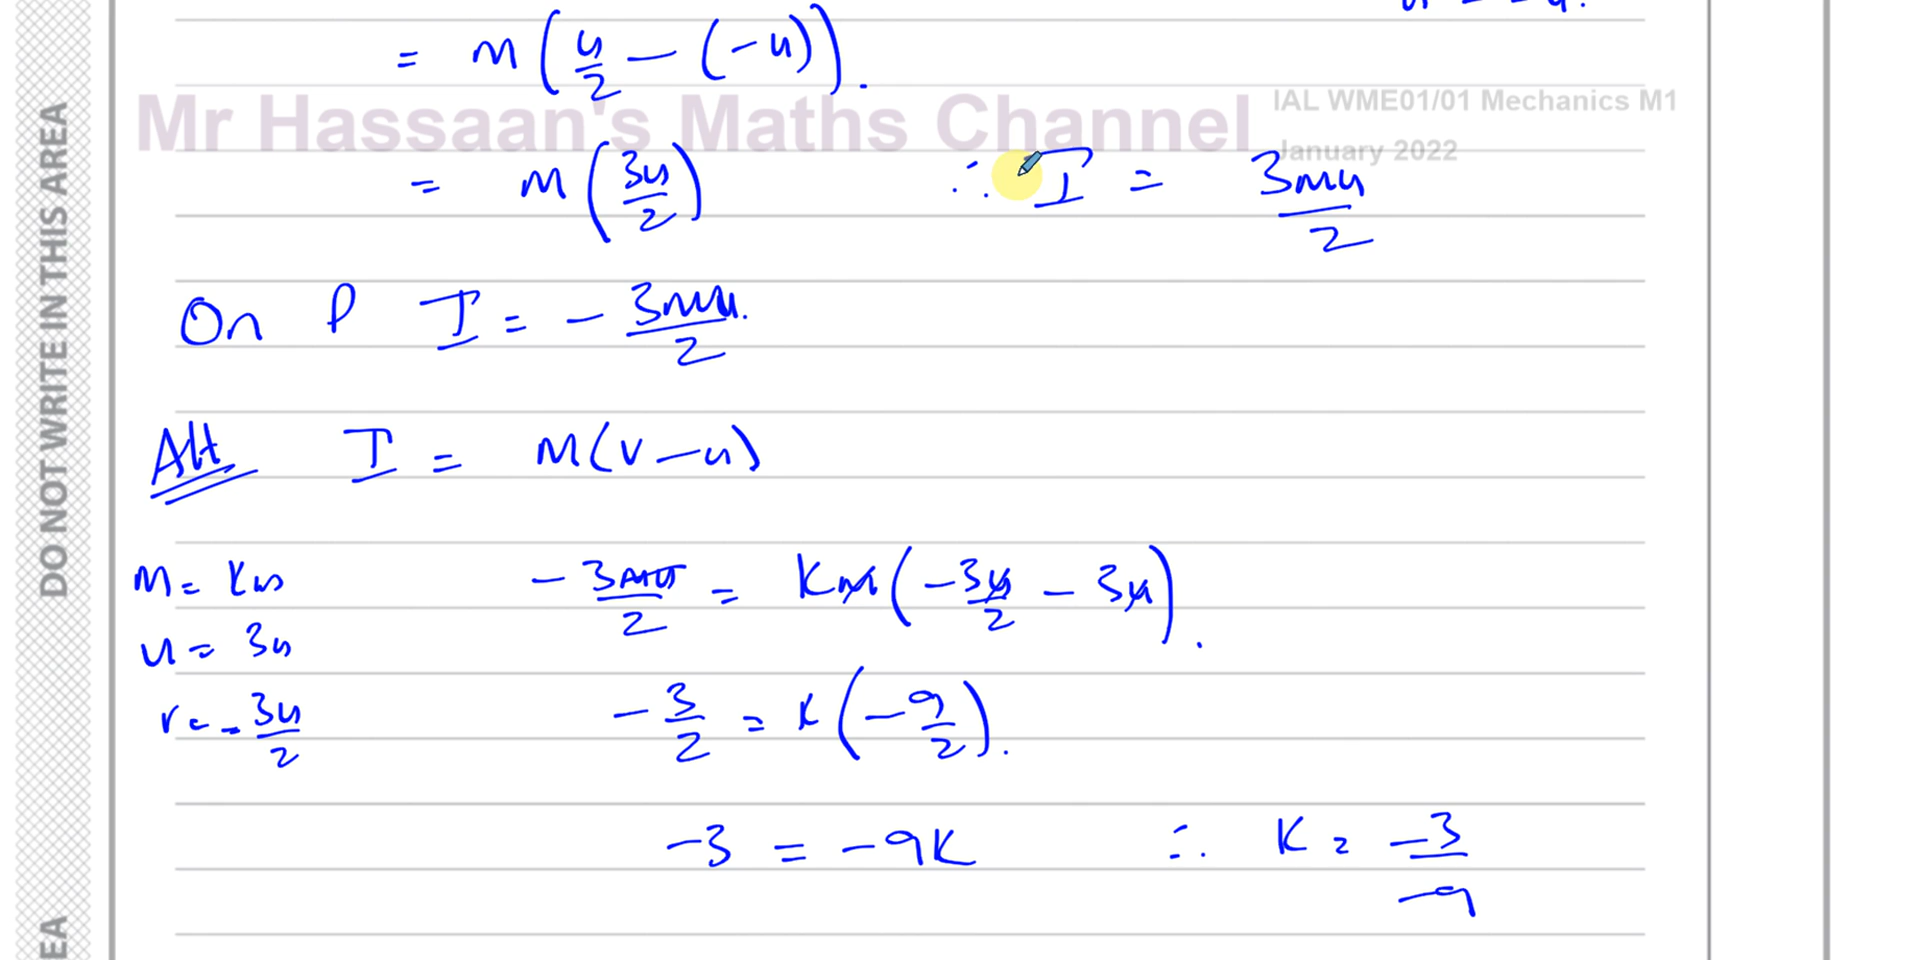 = m(u/2 - (-u)).
Mr Hassaan's Maths Channel
IAL WME01/01 Mechanics M1
January 2022
= m(3u/2) ∴ I = 3mu/2
On P I = - 3mu/2.
Alt I = m(v-u)
m = km
u = 3u
v = -3u/2
- 3mu/2 = km(-3u/2 - 3u).
- 3/2 = k(-9/2).
-3 = -9k ∴ k = -3/-9
DO NOT WRITE IN THIS AREA
EA